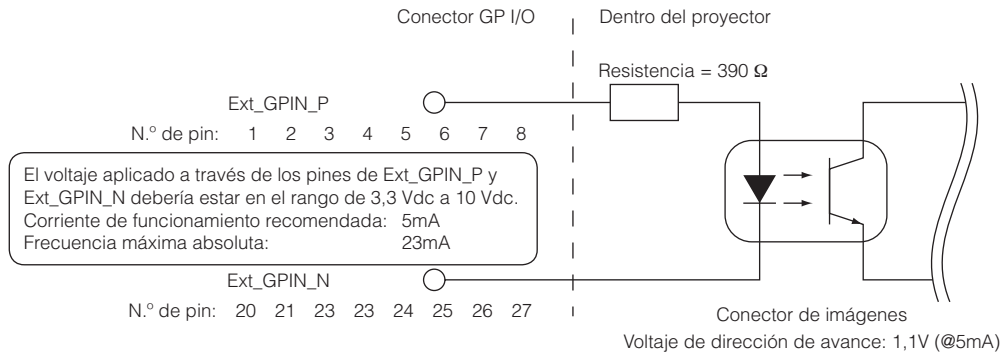 Conector GP I/O
Dentro del proyector
Resistencia = 390 Ω
Ext_GPIN_P
N.º de pin: 1 2 3 4 5 6 7 8
El voltaje aplicado a través de los pines de Ext_GPIN_P y
Ext_GPIN_N debería estar en el rango de 3,3 Vdc a 10 Vdc.
Corriente de funcionamiento recomendada: 5mA
Frecuencia máxima absoluta: 23mA
Ext_GPIN_N
N.º de pin: 20 21 23 23 24 25 26 27
Conector de imágenes
Voltaje de dirección de avance: 1,1V (@5mA)